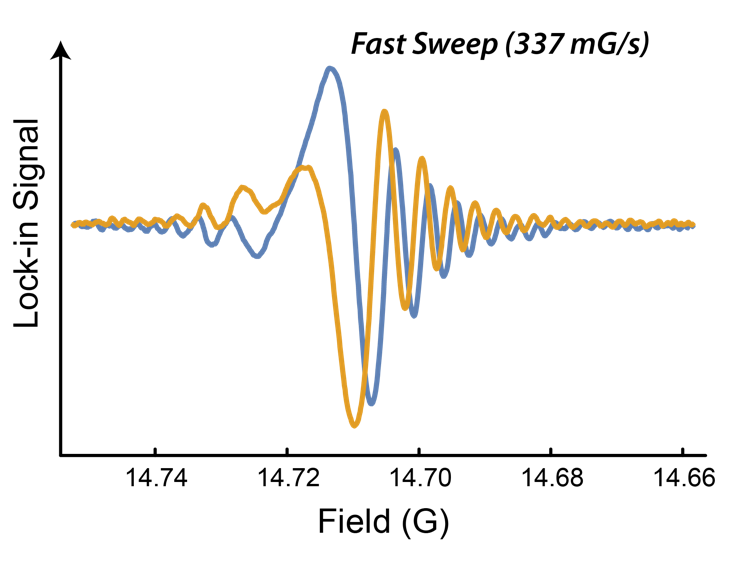 Fast Sweep (337 mG/s)
Lock-in Signal
14.74 14.72 14.70 14.68 14.66
Field (G)